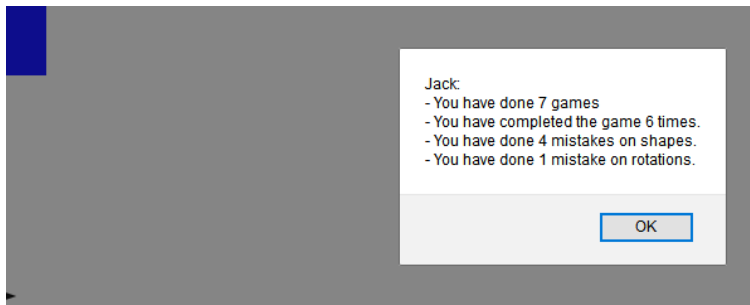 Jack:
- You have done 7 games
- You have completed the game 6 times.
- You have done 4 mistakes on shapes.
- You have done 1 mistake on rotations.
OK